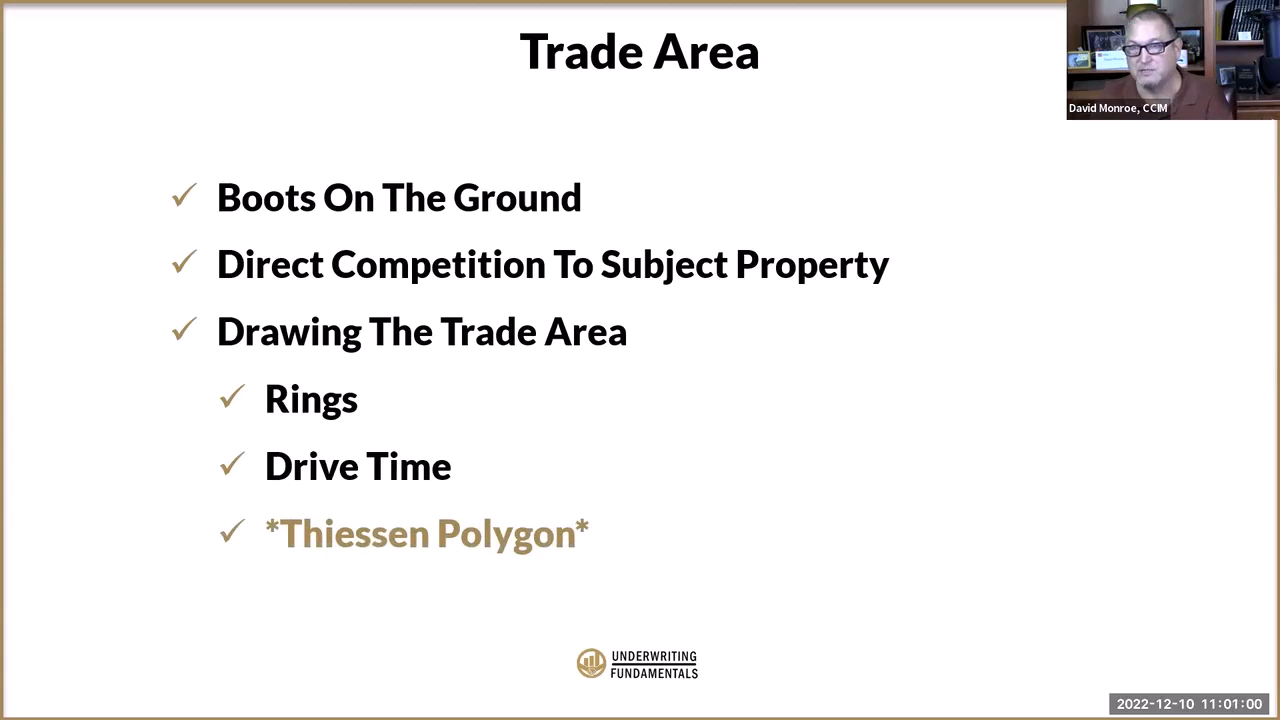 Trade Area
David Monroe, CCIM
✓ Boots On The Ground
✓ Direct Competition To Subject Property
✓ Drawing The Trade Area
✓ Rings
✓ Drive Time
✓ *Thiessen Polygon*
UNDERWRITING
FUNDAMENTALS
2022-12-10 11:01:00